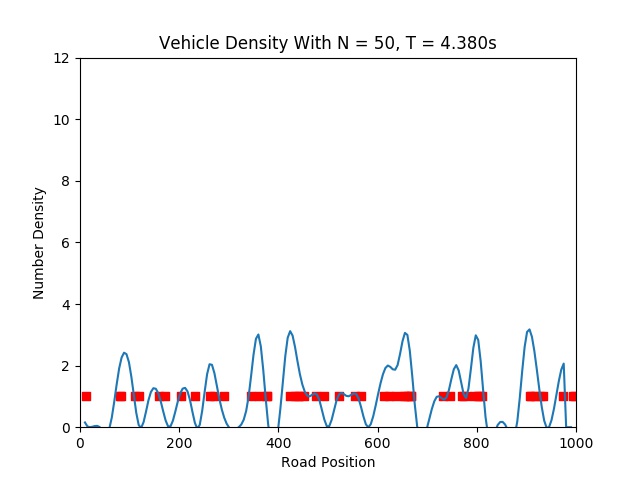 Vehicle Density With N = 50, T = 4.380s
12
10
8
6
4
2
0
Number Density
0 200 400 600 800 1000
Road Position